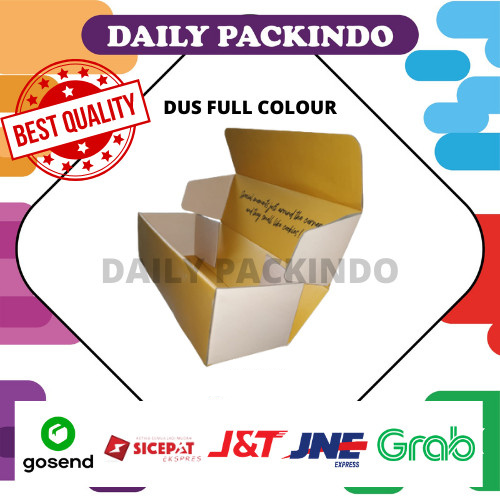 DAILY PACKINDO
BEST QUALITY
DUS FULL COLOUR
DAILY PACKINDO
gosend
SICEPAT
EKSPRES
J&T
JNE
EXPRESS
Grab